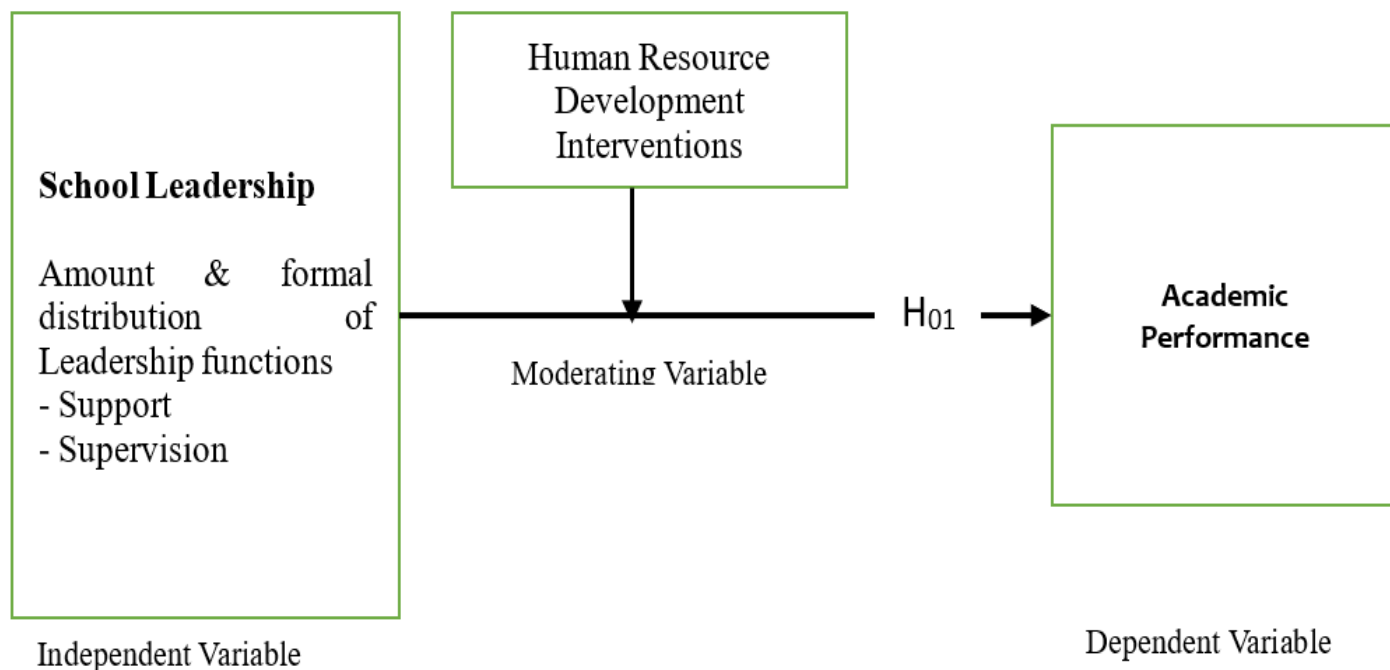 Human Resource
Development
Interventions
School Leadership
Amount & formal
distribution of
Leadership functions
- Support
- Supervision
H01
Academic
Performance
Moderating Variable
Independent Variable
Dependent Variable